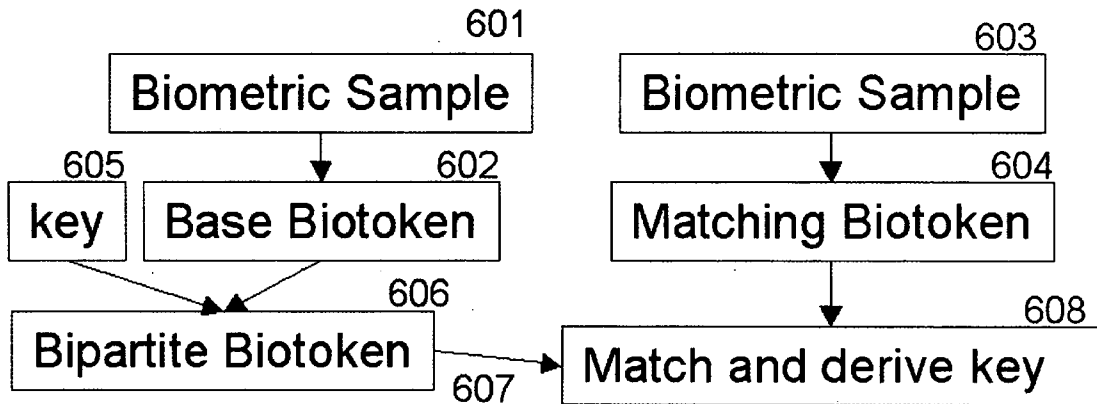 601
Biometric Sample
603
Biometric Sample
605
key
602
Base Biotoken
604
Matching Biotoken
606
Bipartite Biotoken
607
608
Match and derive key